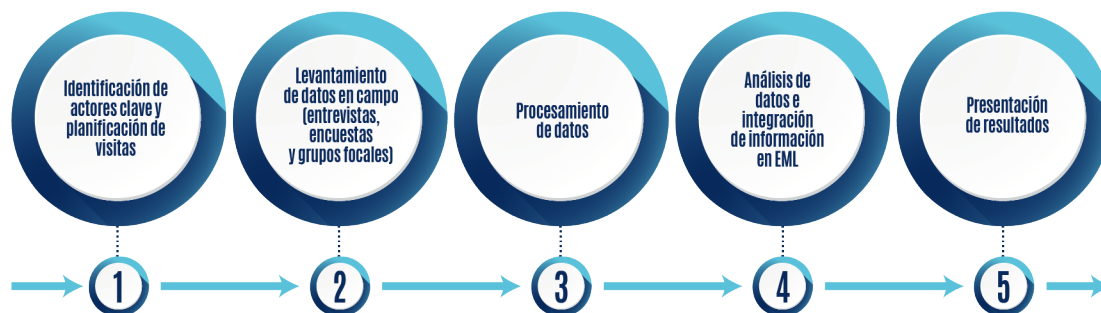 Identificación de
actores clave y
planificación de
visitas
Levantamiento
de datos en campo
(entrevistas,
encuestas
y grupos focales)
Procesamiento
de datos
Análisis de
datos e
integración
de información
en EML
Presentación
de resultados
1
2
3
4
5